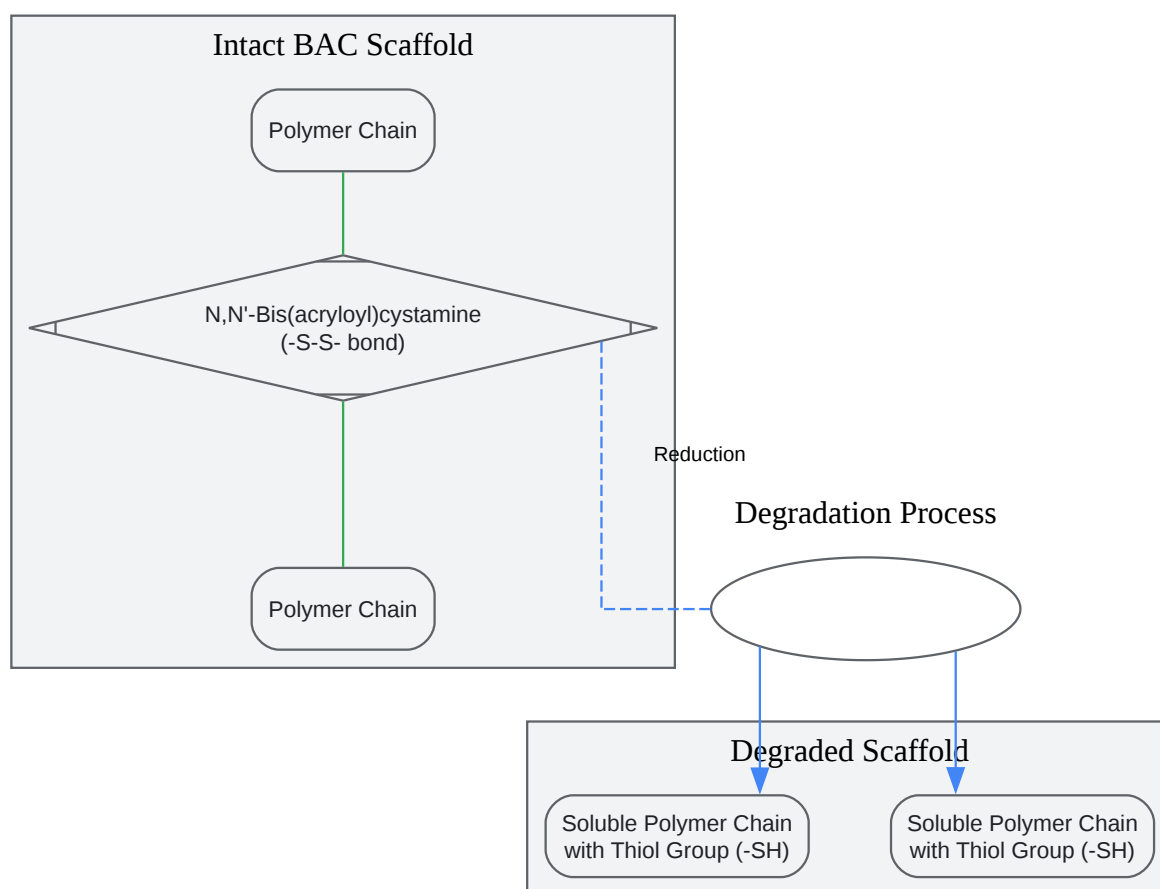 Intact BAC Scaffold
Polymer Chain
N,N'-Bis(acryloyl)cystamine
(-S-S- bond)
Reduction
Polymer Chain
Degradation Process
Degraded Scaffold
Soluble Polymer Chain
with Thiol Group (-SH)
Soluble Polymer Chain
with Thiol Group (-SH)